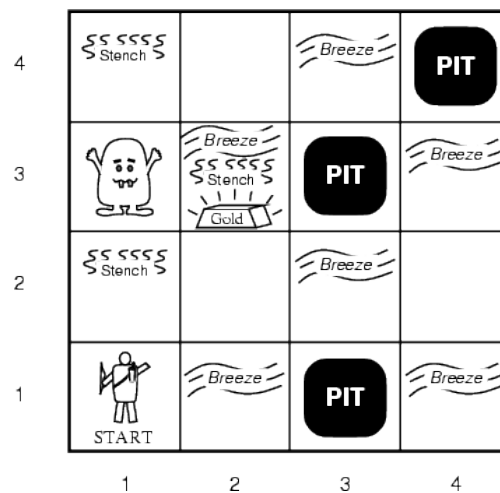 4
Stench
Breeze
PIT
3
Breeze
Stench
Gold
PIT
Breeze
2
Stench
Breeze
1
START
Breeze
PIT
Breeze
1 2 3 4